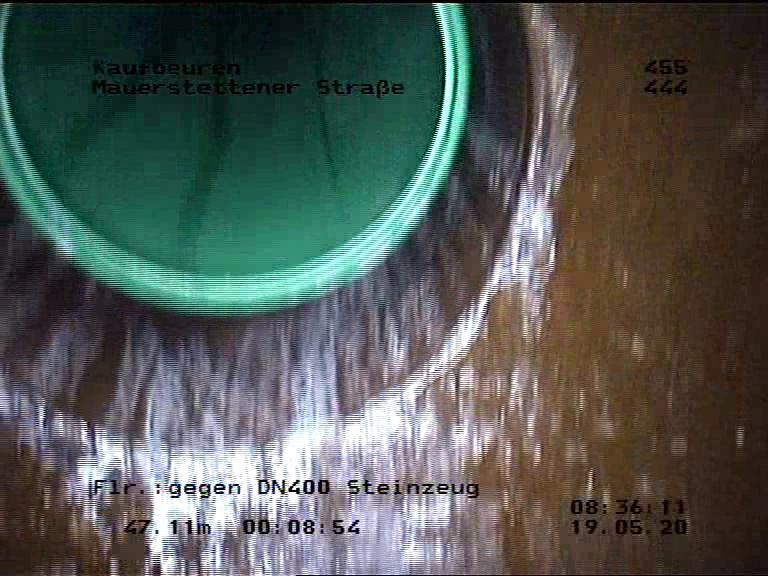 Kaufbeuren 455
Mauerstettener Straße 444
Flr.:gegen DN400 Steinzeug
47.11m 00:08:54 08:36:11
19.05.20